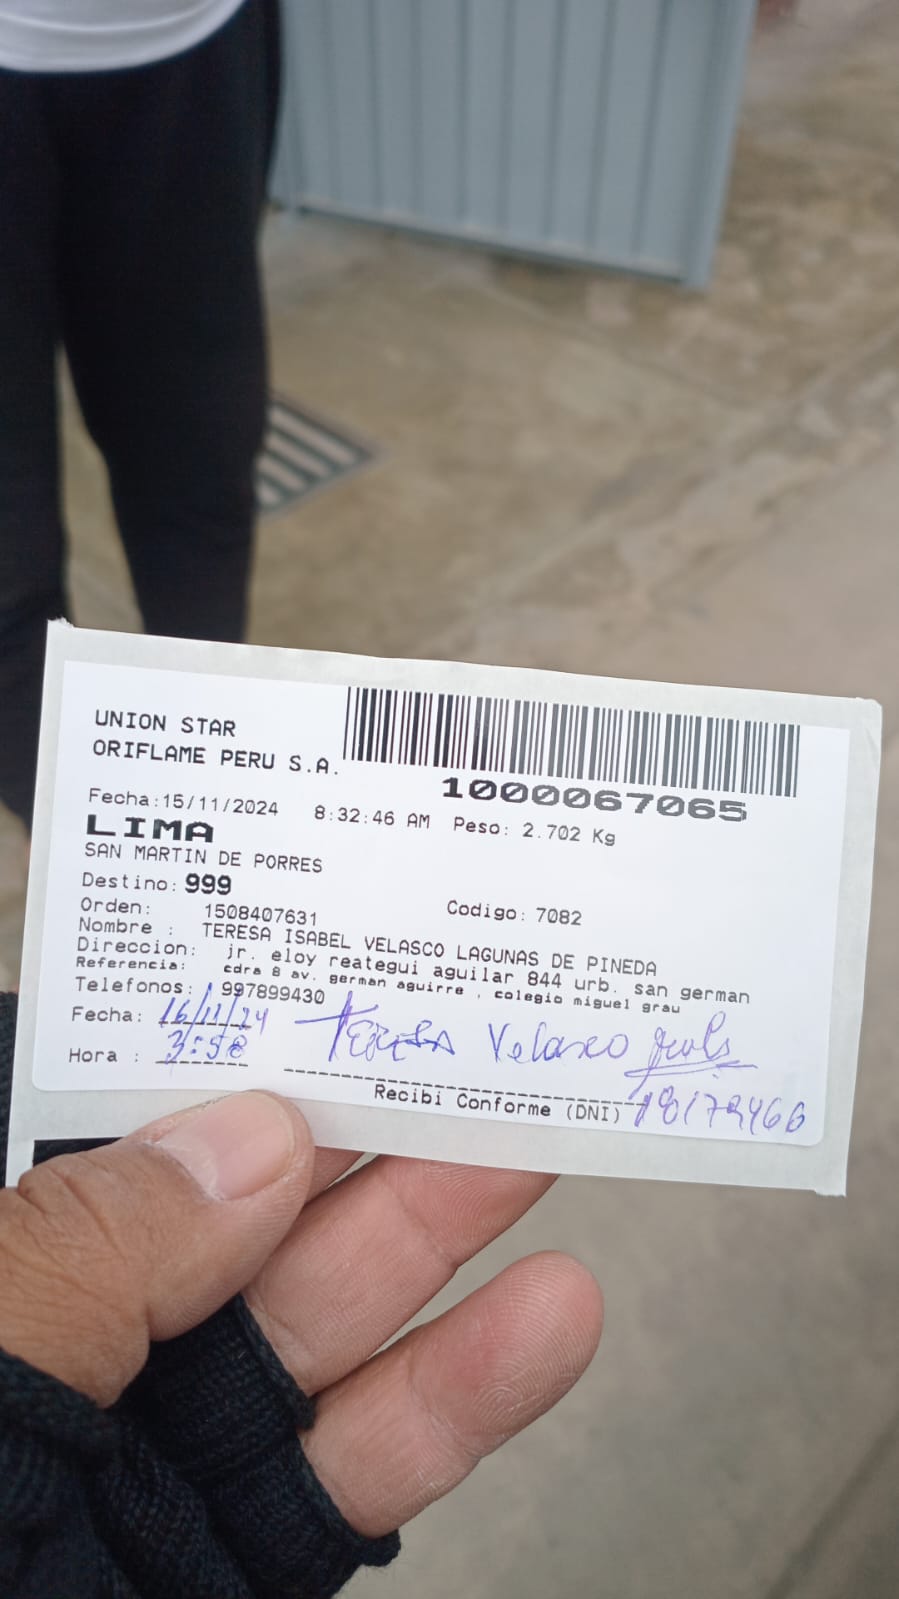 UNION STAR
ORIFLAME PERU S.A.
1000067065
Fecha:15/11/2024 8:32:46 AM Peso: 2.702 Kg
LIMA
SAN MARTIN DE PORRES
Destino: 999
Orden: 1508407631 Codigo: 7082
Nombre : TERESA ISABEL VELASCO LAGUNAS DE PINEDA
Direccion: jr. eloy reategui aguilar 844 urb. san german
Referencia: cdra 8 av. german aguirre , colegio miguel grau
Telefonos: 997899430
Fecha: 16/11/24 TERESA Velasco
Hora : 3:58
Recibi Conforme (DNI)